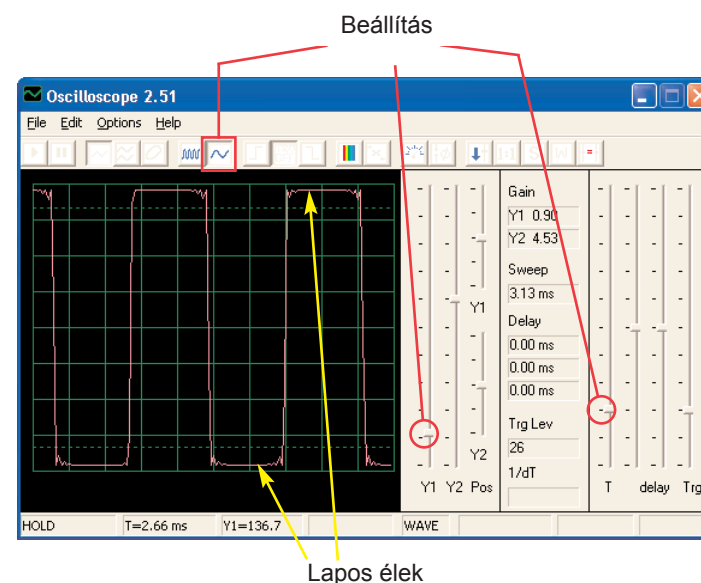 Beállítás
Oscilloscope 2.51
File Edit Options Help
Gain
Y1 0.90
Y2 4.53
Sweep
3.13 ms
Delay
0.00 ms
0.00 ms
0.00 ms
Trg Lev
26
1/dT
Y1
Y2
Y1 Y2 Pos
T delay Trg
HOLD T=2.66 ms Y1=136.7 WAVE
Lapos élek